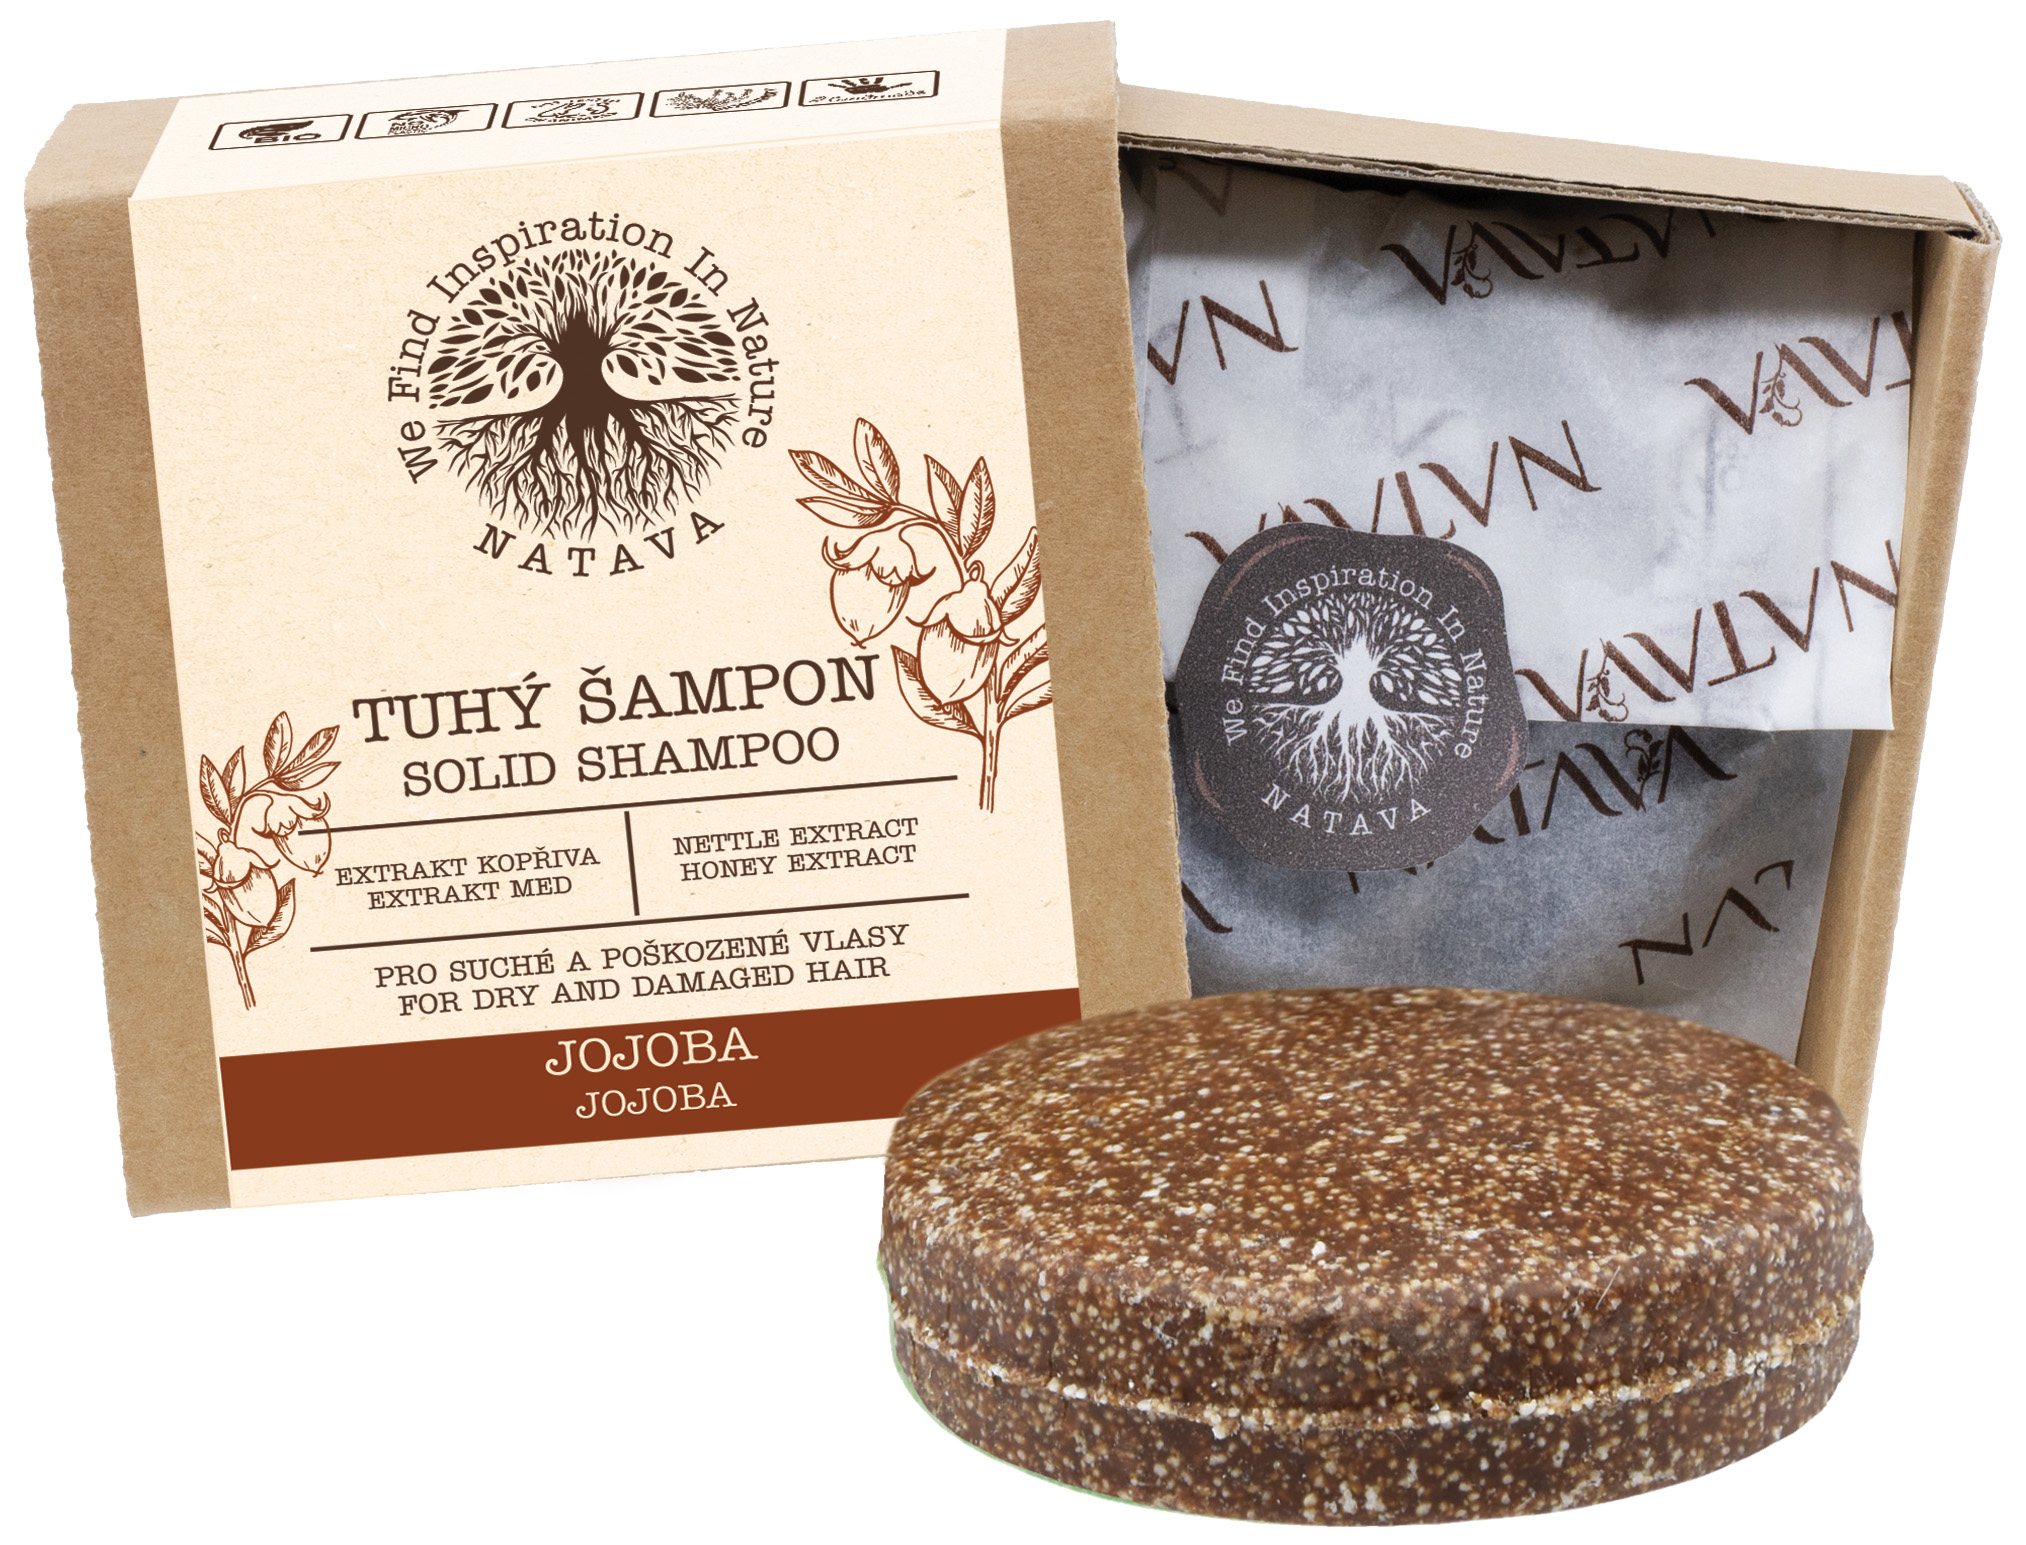 BIO
NO
We Find Inspiration In Nature
NATAVA
TUHÝ ŠAMPON
SOLID SHAMPOO
EXTRAKT KOPŘIVA
EXTRAKT MED
NETTLE EXTRACT
HONEY EXTRACT
PRO SUCHÉ A POŠKOZENÉ VLASY
FOR DRY AND DAMAGED HAIR
JOJOBA
JOJOBA
NATAVA
NATAVA
NATAVA
NATAVA
We Find Inspiration In Nature
NATAVA